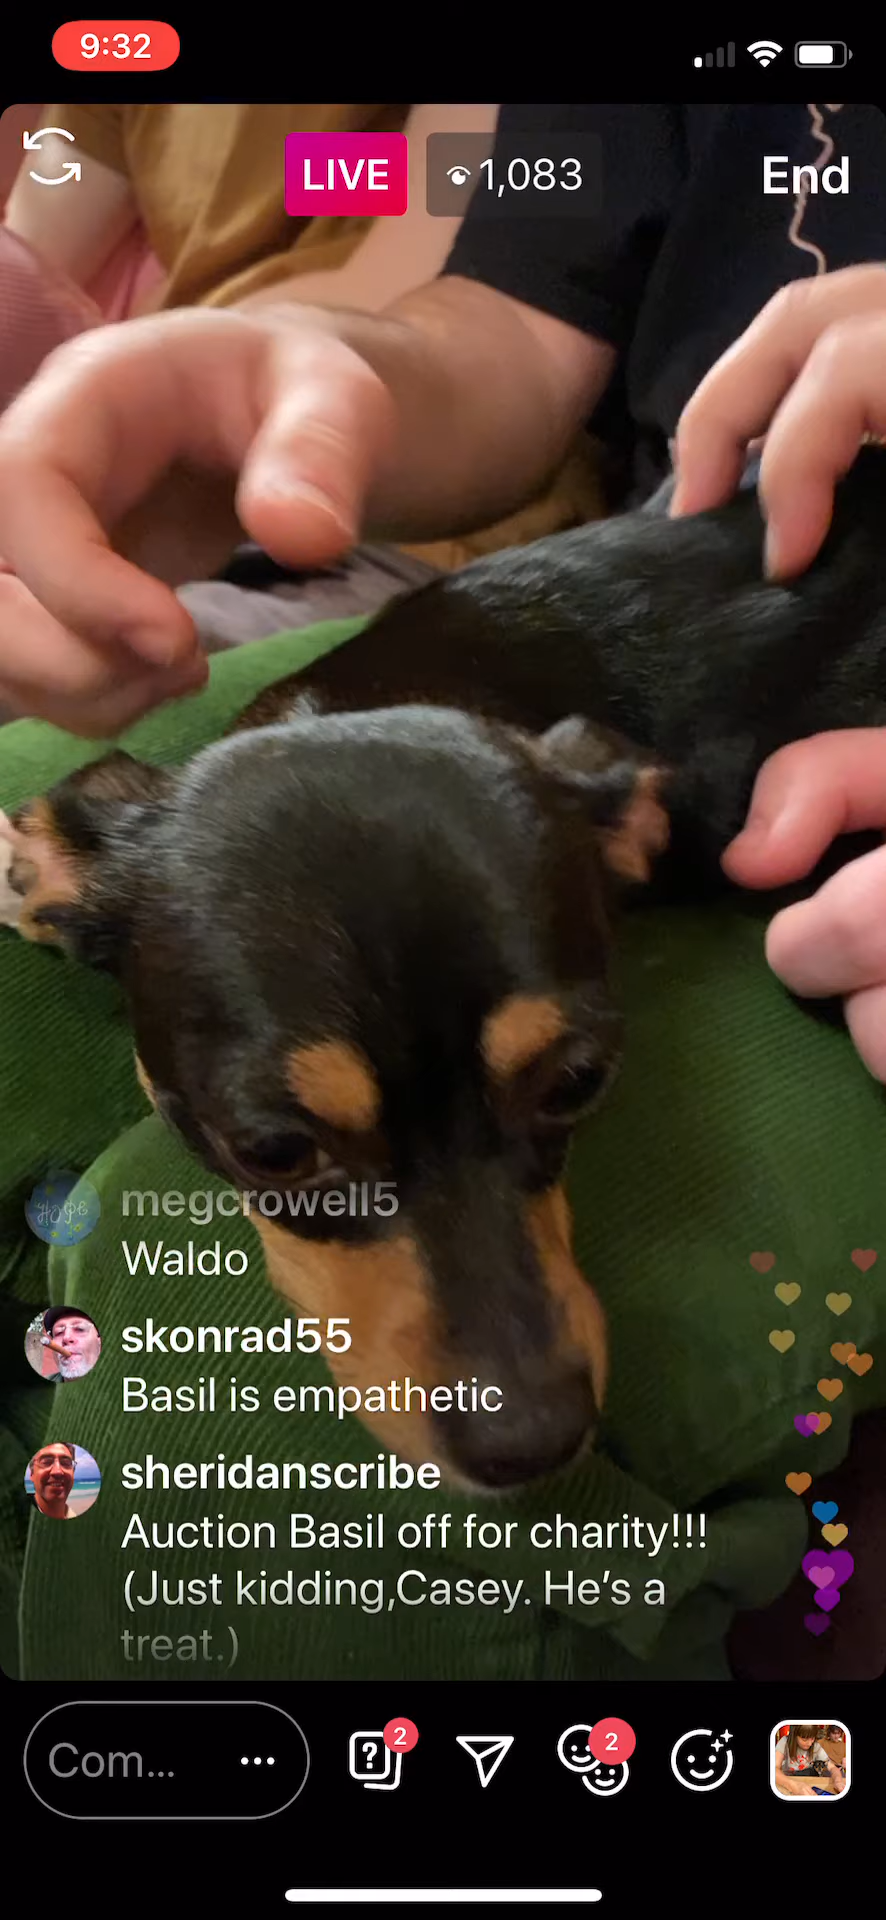 9:32
LIVE
1,083
End
Hope
megcrowell5
Waldo
skonrad55
Basil is empathetic
sheridanscribe
Auction Basil off for charity!!!
(Just kidding,Casey. He’s a
treat.)
Com...
?
2
2